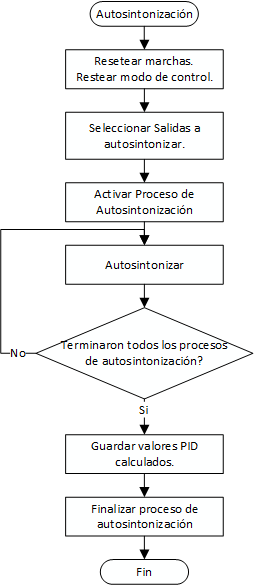 Autosintonización
Resetear marchas.
Restear modo de control.
Seleccionar Salidas a
autosintonizar.
Activar Proceso de
Autosintonización
Autosintonizar
Terminaron todos los procesos
de autosintonización?
No
Si
Guardar valores PID
calculados.
Finalizar proceso de
autosintonización
Fin